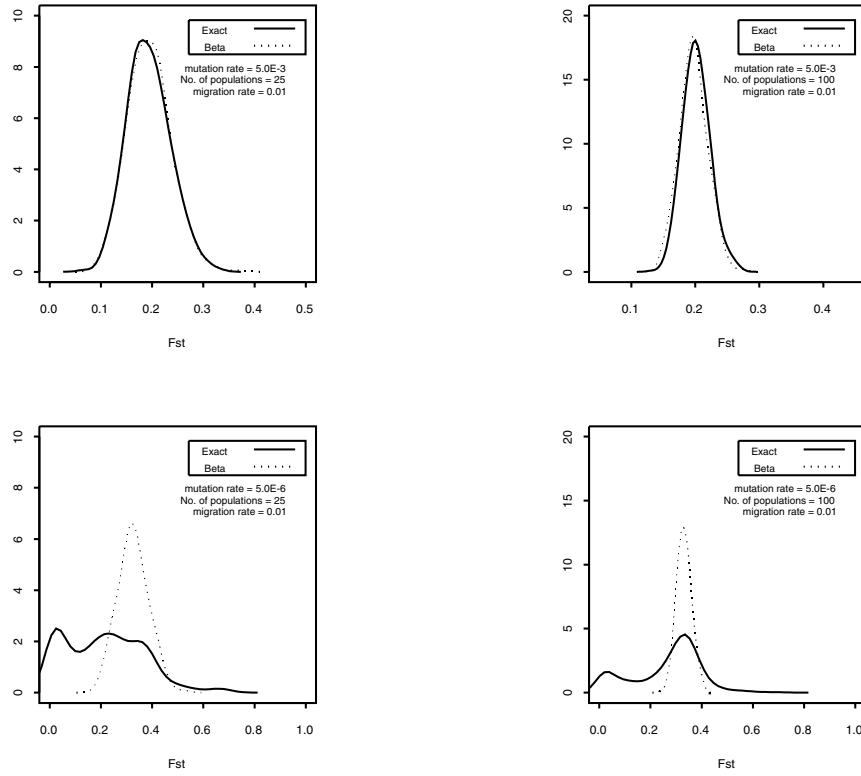 10
8
6
4
2
0
Exact
Beta
mutation rate = 5.0E-3
No. of populations = 25
migration rate = 0.01
0.0 0.1 0.2 0.3 0.4 0.5
Fst
20
15
10
5
0
Exact
Beta
mutation rate = 5.0E-3
No. of populations = 100
migration rate = 0.01
0.1 0.2 0.3 0.4
Fst
10
8
6
4
2
0
Exact
Beta
mutation rate = 5.0E-6
No. of populations = 25
migration rate = 0.01
0.0 0.2 0.4 0.6 0.8 1.0
Fst
20
15
10
5
0
Exact
Beta
mutation rate = 5.0E-6
No. of populations = 100
migration rate = 0.01
0.0 0.2 0.4 0.6 0.8 1.0
Fst